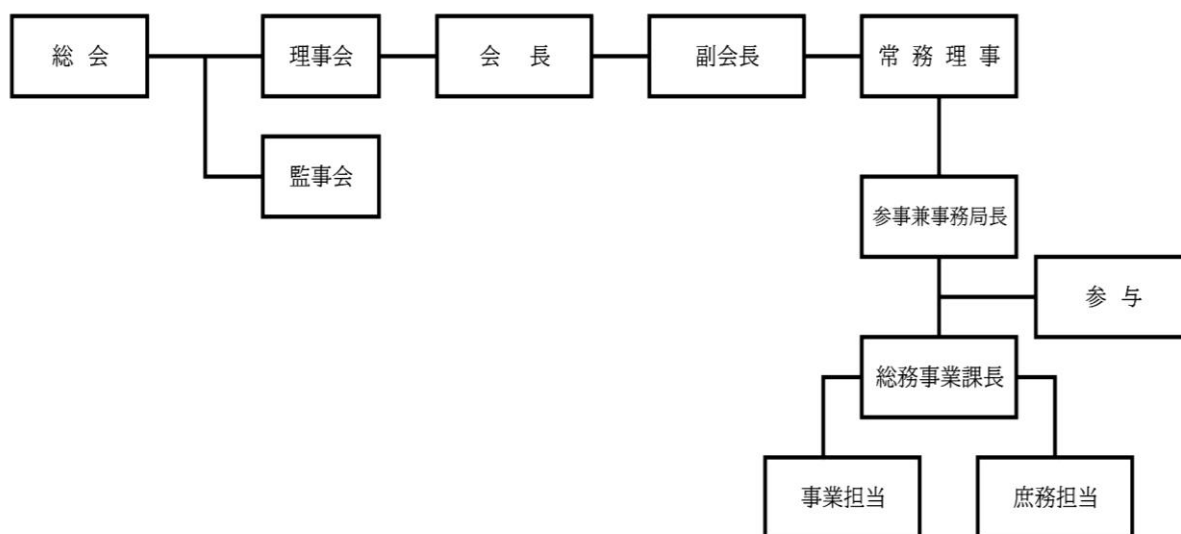 総会
理事会
会長
副会長
常務理事
監事会
参事兼事務局長
参与
総務事業課長
事業担当
庶務担当